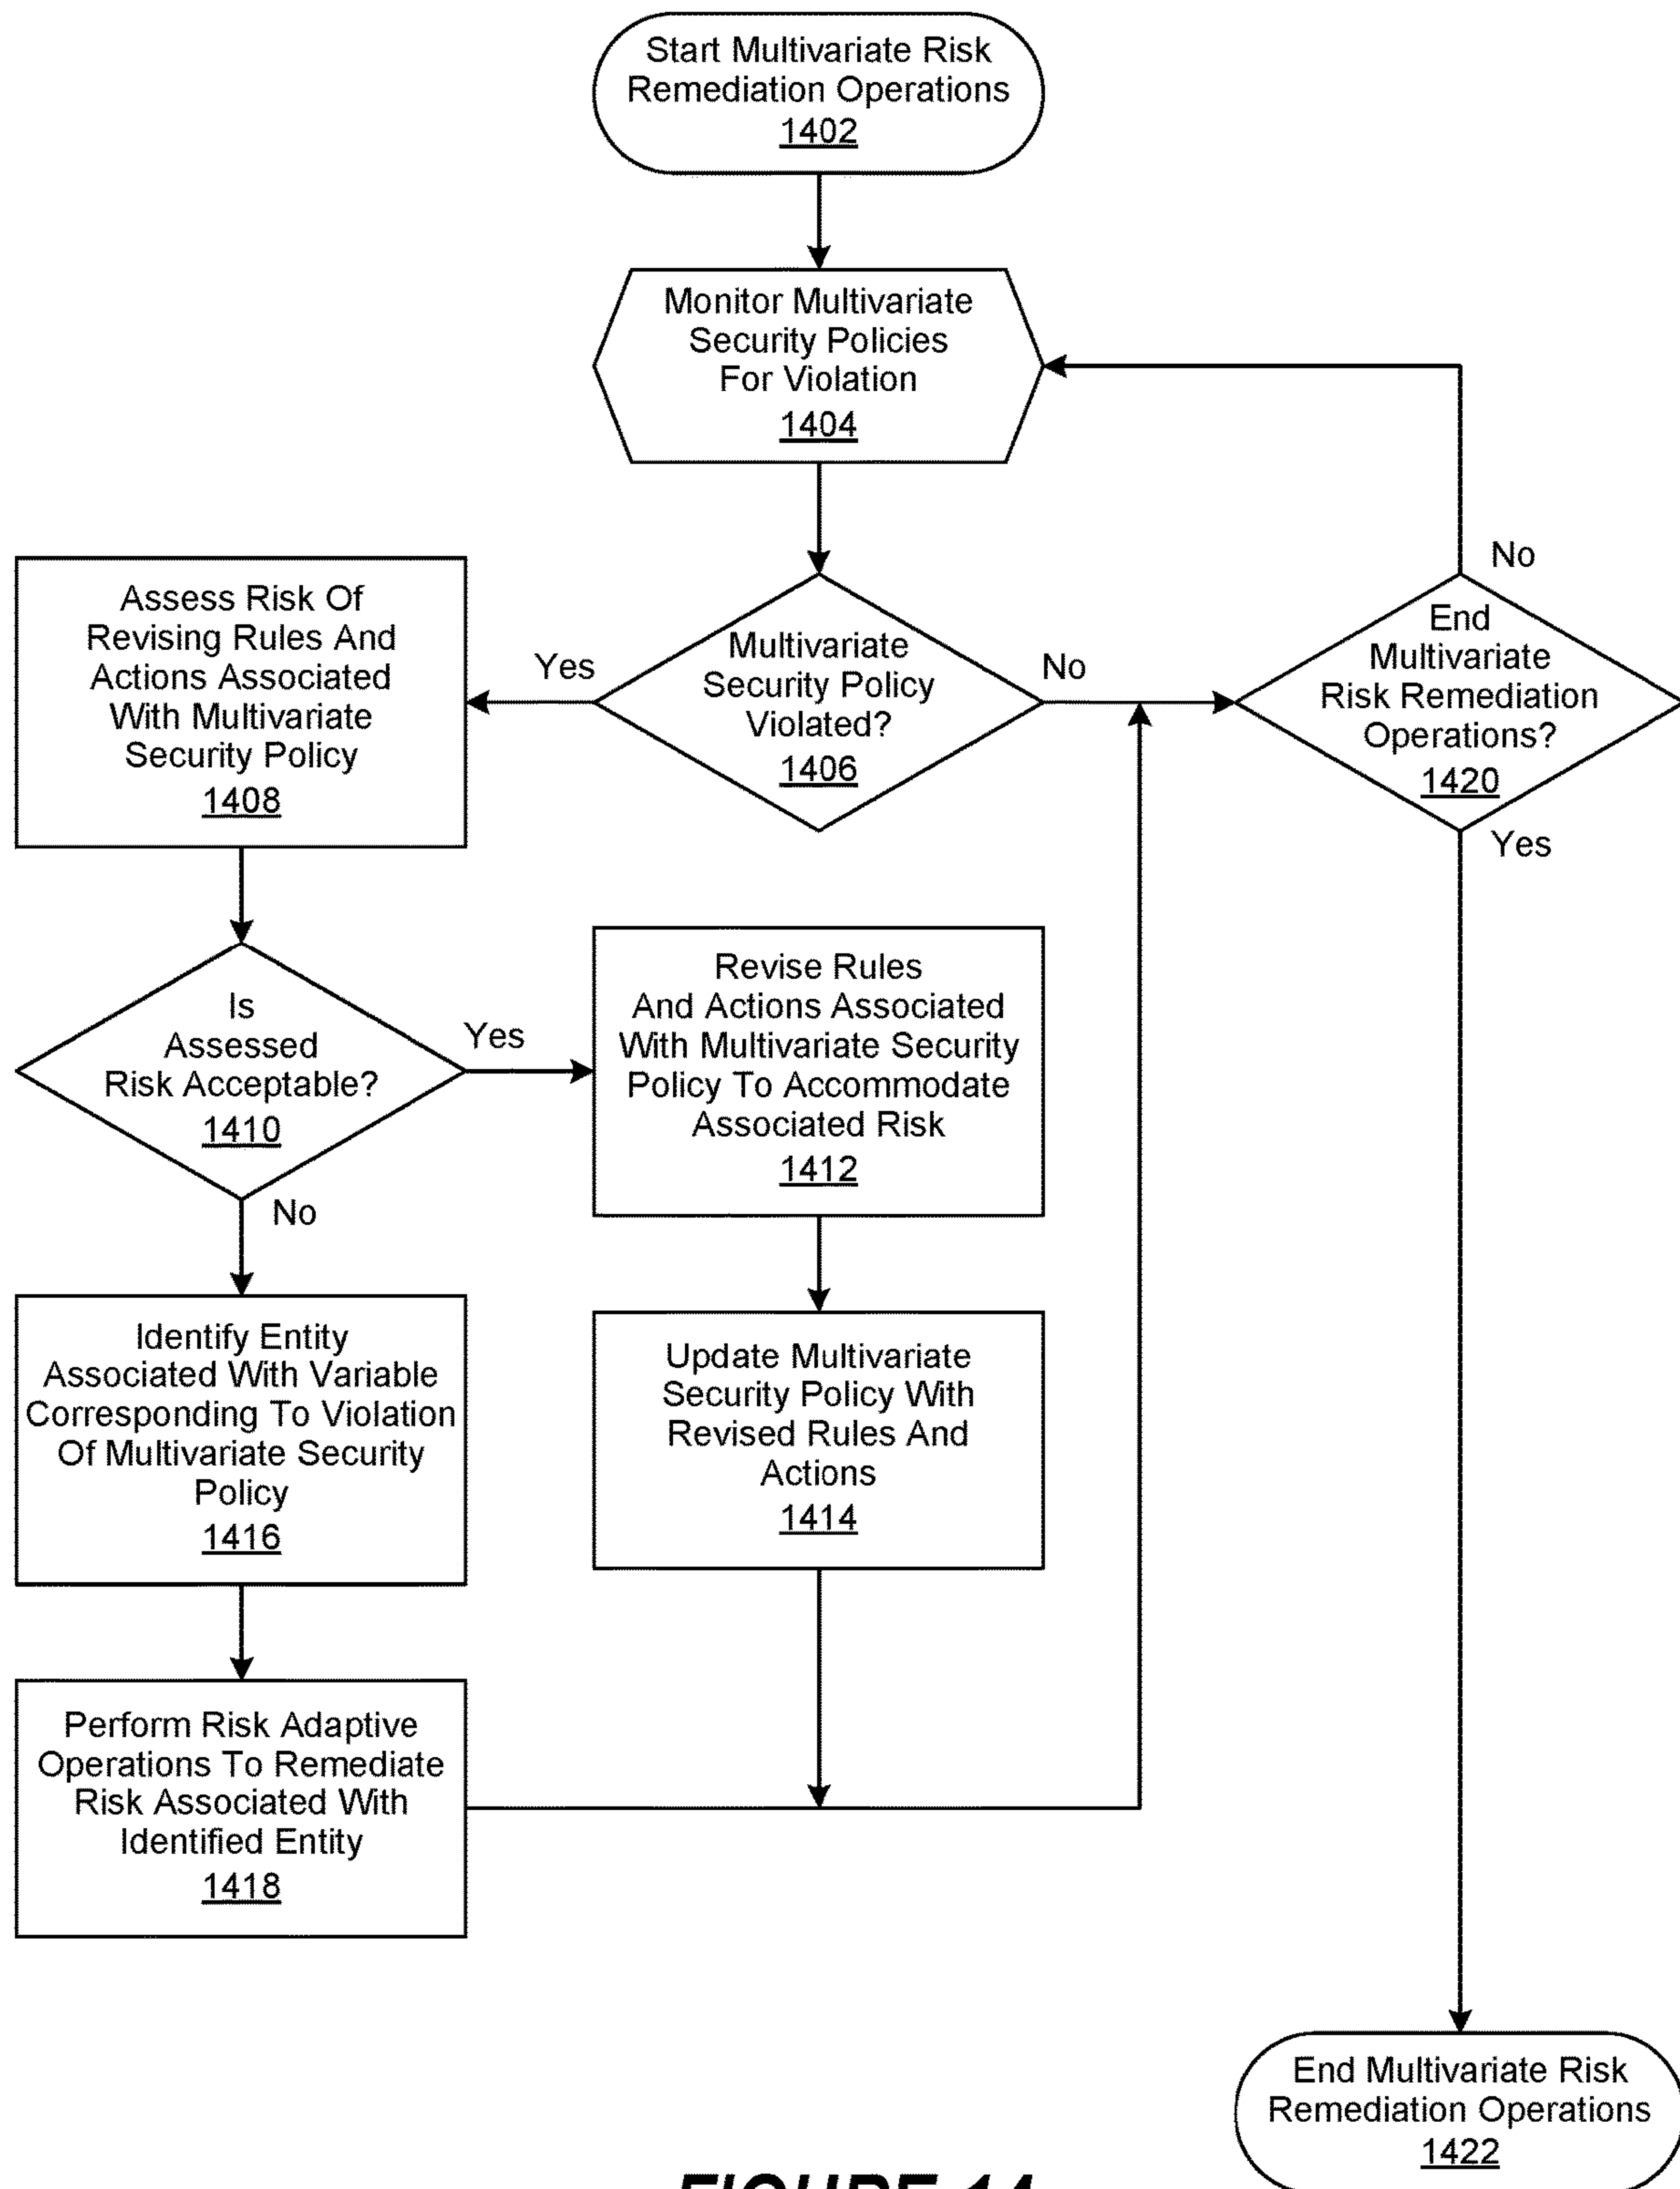 Start Multivariate Risk
Remediation Operations
1402
Monitor Multivariate
Security Policies
For Violation
1404
No
Assess Risk Of
Revising Rules And
Actions Associated
With Multivariate
Security Policy
1408
Yes
Multivariate
Security Policy
Violated?
1406
No
End
Multivariate
Risk Remediation
Operations?
1420
Yes
Is
Assessed
Risk Acceptable?
1410
Yes
No
Revise Rules
And Actions Associated
With Multivariate Security
Policy To Accommodate
Associated Risk
1412
Identify Entity
Associated With Variable
Corresponding To Violation
Of Multivariate Security
Policy
1416
Update Multivariate
Security Policy With
Revised Rules And
Actions
1414
Perform Risk Adaptive
Operations To Remediate
Risk Associated With
Identified Entity
1418
End Multivariate Risk
Remediation Operations
1422
FIGURE 14